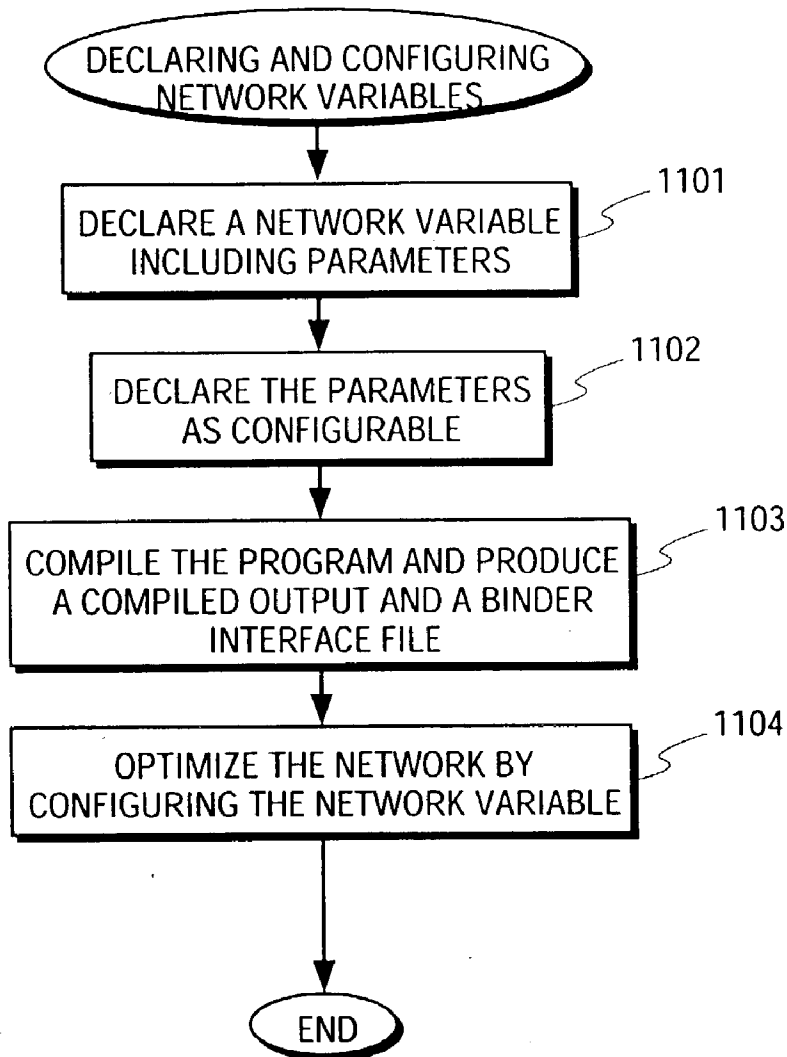 DECLARING AND CONFIGURING
NETWORK VARIABLES
1101
DECLARE A NETWORK VARIABLE
INCLUDING PARAMETERS
1102
DECLARE THE PARAMETERS
AS CONFIGURABLE
1103
COMPILE THE PROGRAM AND PRODUCE
A COMPILED OUTPUT AND A BINDER
INTERFACE FILE
1104
OPTIMIZE THE NETWORK BY
CONFIGURING THE NETWORK VARIABLE
END